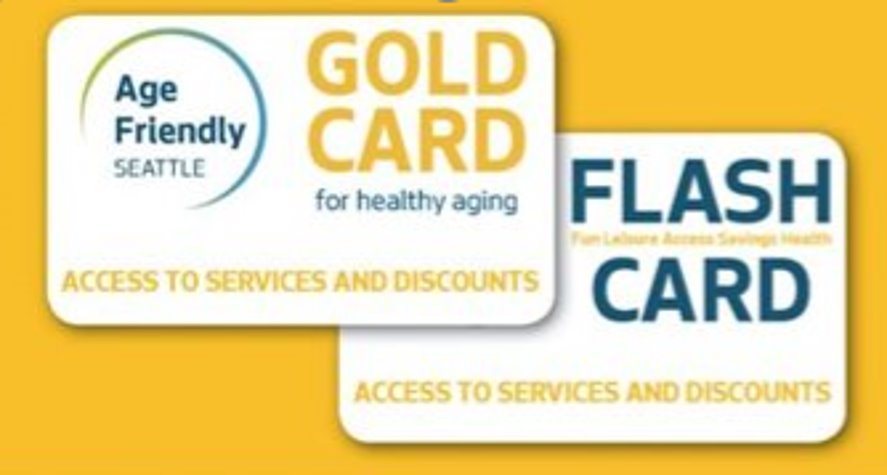 Age
Friendly
SEATTLE
GOLD
CARD
for healthy aging
ACCESS TO SERVICES AND DISCOUNTS
FLASH
Fun Leisure Access Savings Health
CARD
ACCESS TO SERVICES AND DISCOUNTS